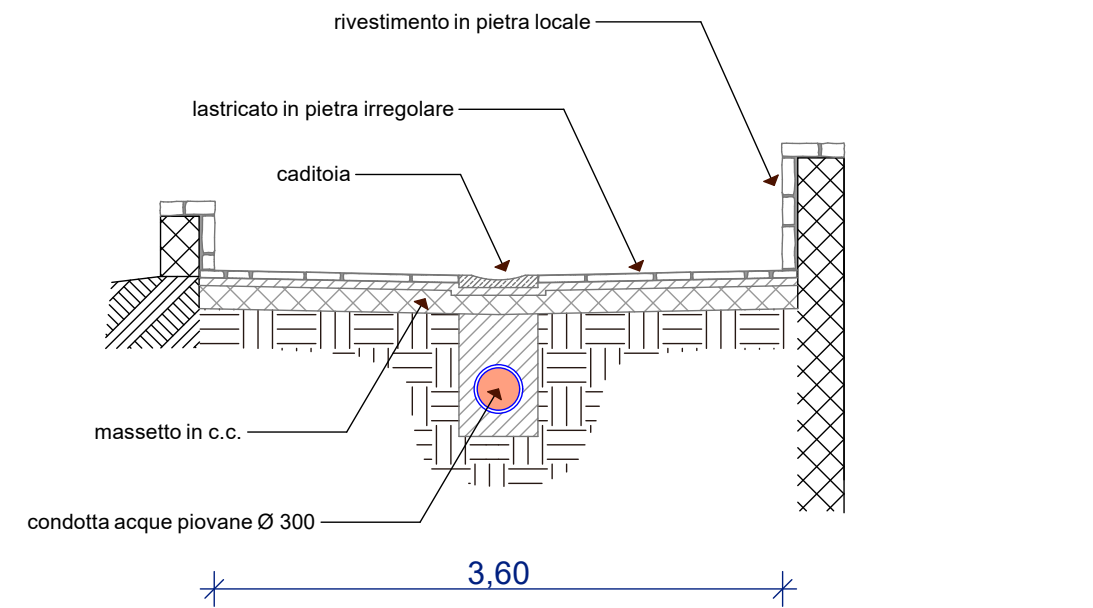 rivestimento in pietra locale
lastricato in pietra irregolare
caditoia
massetto in c.c.
condotta acque piovane Ø 300
3,60